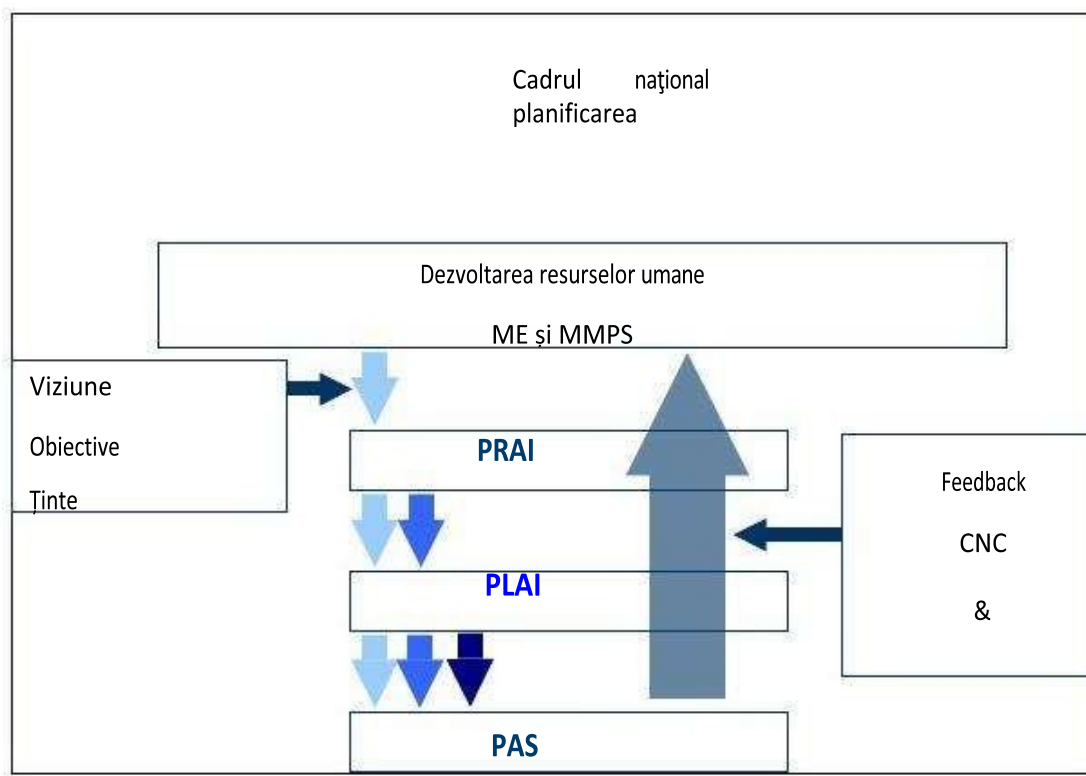 Cadrul naţional
planificarea
Dezvoltarea resurselor umane
ME și MMPS
Viziune
Obiective
Ținte
PRAI
Feedback
CNC
&
PLAI
PAS